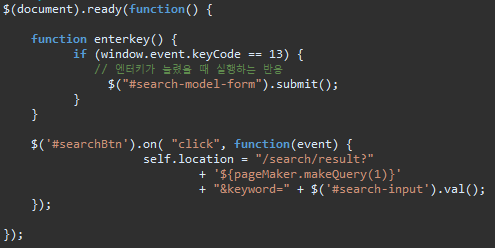 $(document).ready(function() {
function enterkey() {
if (window.event.keyCode == 13) {
// 엔터키가 눌렸을 때 실행하는 반응
$("#search-model-form").submit();
}
}
$('#searchBtn').on( "click", function(event) {
self.location = "/search/result?"
+ '${pageMaker.makeQuery(1)}'
+ "&keyword=" + $('#search-input').val();
});
});